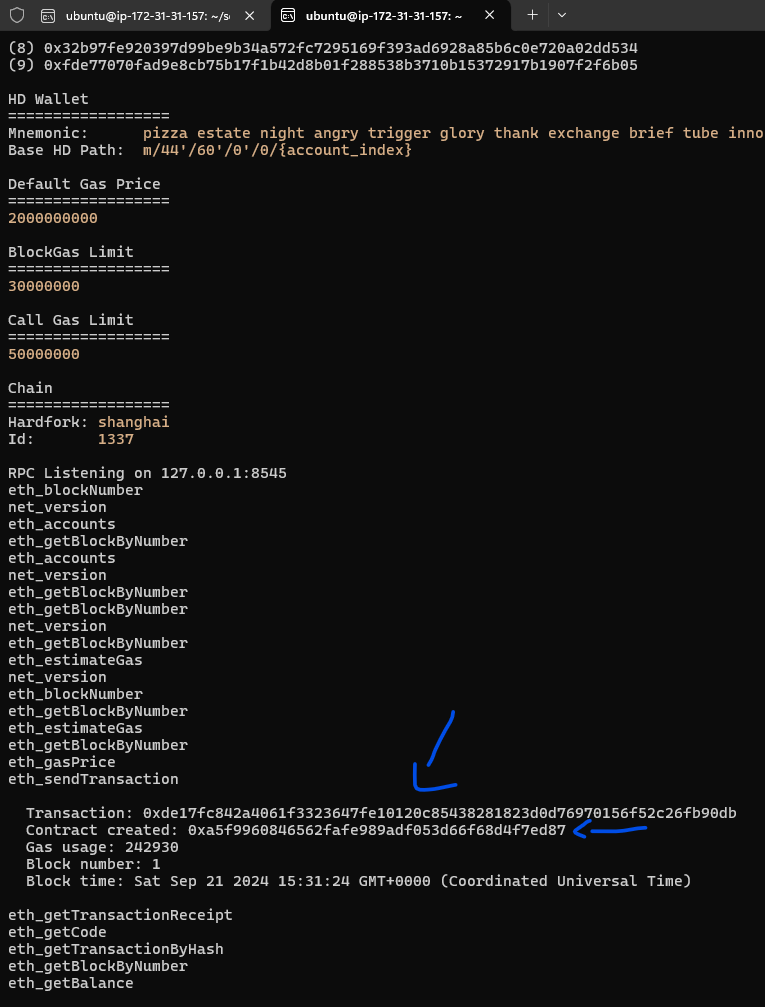 ubuntu@ip-172-31-31-157: ~/s
ubuntu@ip-172-31-31-157: ~
(8) 0x32b97fe920397d99be9b34a572fc7295169f393ad6928a85b6c0e720a02dd534
(9) 0xfde77070fad9e8cb75b17f1b42d8b01f288538b3710b15372917b1907f2f6b05
HD Wallet
==================
Mnemonic:      pizza estate night angry trigger glory thank exchange brief tube inno
Base HD Path:  m/44'/60'/0'/0/{account_index}
Default Gas Price
==================
2000000000
BlockGas Limit
==================
30000000
Call Gas Limit
==================
50000000
Chain
==================
Hardfork: shanghai
Id:       1337
RPC Listening on 127.0.0.1:8545
eth_blockNumber
net_version
eth_accounts
eth_getBlockByNumber
eth_accounts
net_version
eth_getBlockByNumber
eth_getBlockByNumber
net_version
eth_getBlockByNumber
eth_estimateGas
net_version
eth_blockNumber
eth_getBlockByNumber
eth_estimateGas
eth_getBlockByNumber
eth_gasPrice
eth_sendTransaction
Transaction: 0xde17fc842a4061f3323647fe10120c85438281823d0d76970156f52c26fb90db
Contract created: 0xa5f9960846562fafe989adf053d66f68d4f7ed87
Gas usage: 242930
Block number: 1
Block time: Sat Sep 21 2024 15:31:24 GMT+0000 (Coordinated Universal Time)
eth_getTransactionReceipt
eth_getCode
eth_getTransactionByHash
eth_getBlockByNumber
eth_getBalance